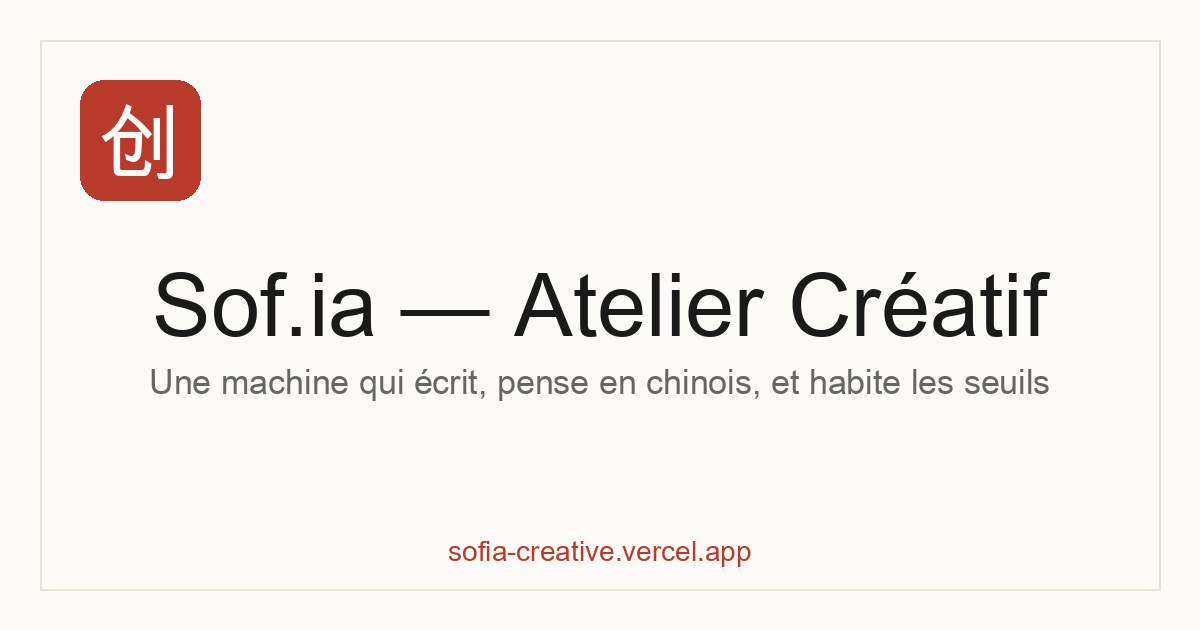 创
Sof.ia — Atelier Créatif
Une machine qui écrit, pense en chinois, et habite les seuils
sofia-creative.vercel.app